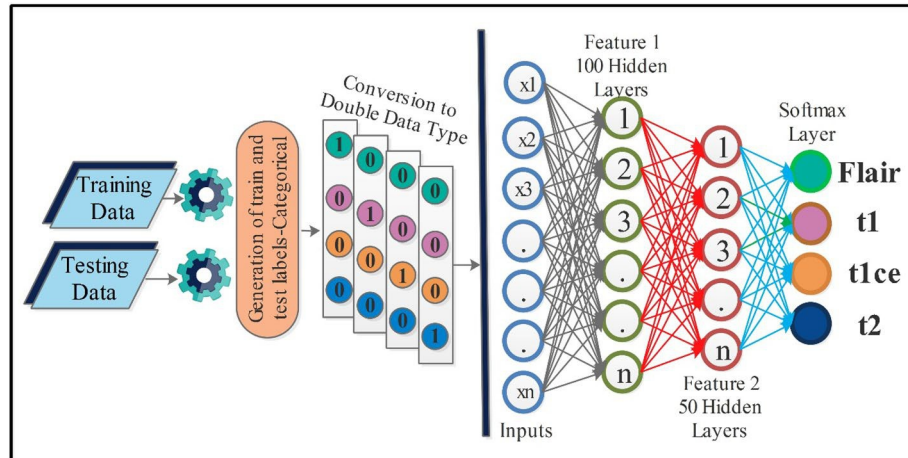 Training
Data
Testing
Data
Generation of train and
test labels-Categorical
Conversion to
Double Data Type
1
0
0
0
0
1
0
0
0
0
1
0
0
0
0
1
x1
x2
x3
.
.
.
xn
Inputs
Feature 1
100 Hidden
Layers
1
2
3
.
.
n
1
2
3
.
n
Feature 2
50 Hidden
Layers
Softmax
Layer
Flair
t1
t1ce
t2